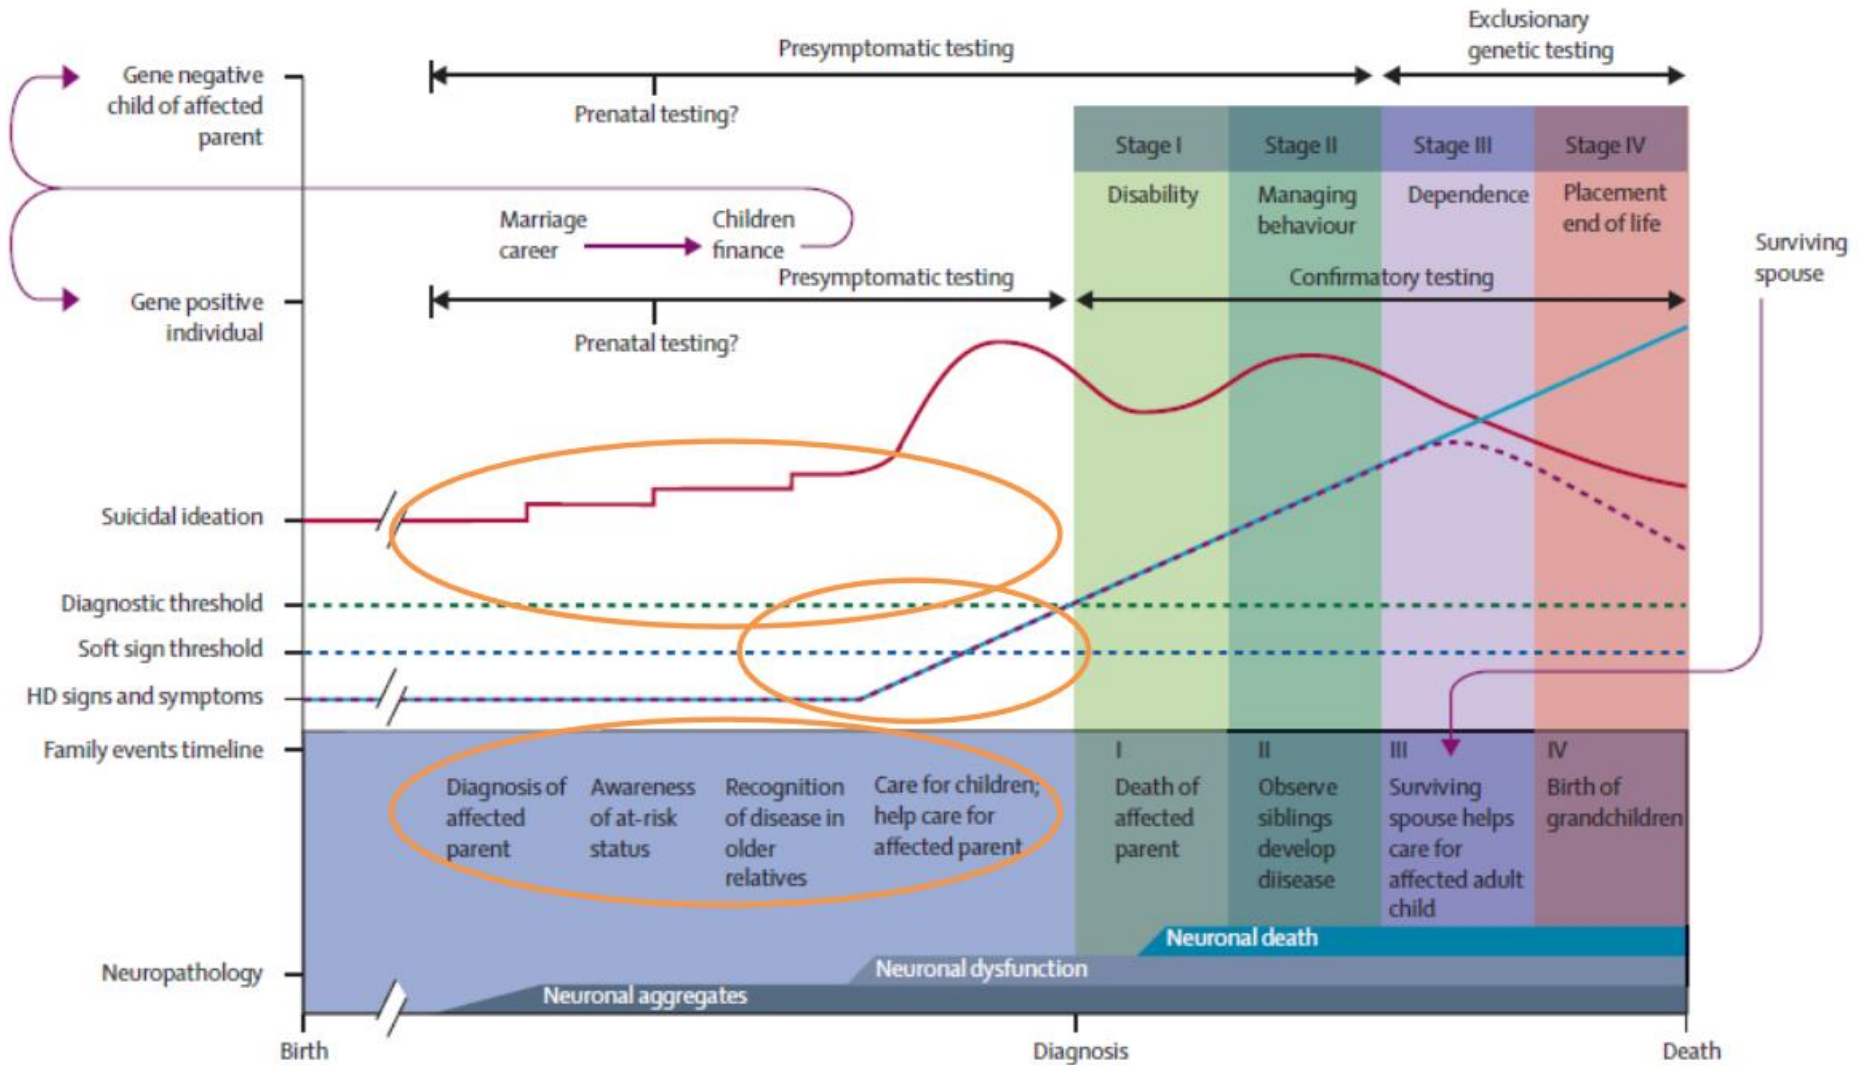 Exclusionary
genetic testing
Presymptomatic testing
Gene negative
child of affected
parent
Prenatal testing?
Stage I
Stage II
Stage III
Stage IV
Disability
Managing
behaviour
Dependence
Placement
end of life
Marriage
career
Children
finance
Surviving
spouse
Presymptomatic testing
Confirmatory testing
Gene positive
individual
Prenatal testing?
Suicidal ideation
Diagnostic threshold
Soft sign threshold
HD signs and symptoms
Family events timeline
Diagnosis of
affected
parent
Awareness
of at-risk
status
Recognition
of disease in
older
relatives
Care for children;
help care for
affected parent
I
Death of
affected
parent
II
Observe
siblings
develop
diisease
III
Surviving
spouse helps
care for
affected adult
child
IV
Birth of
grandchildren
Neuronal death
Neuropathology
Neuronal dysfunction
Neuronal aggregates
Birth
Diagnosis
Death